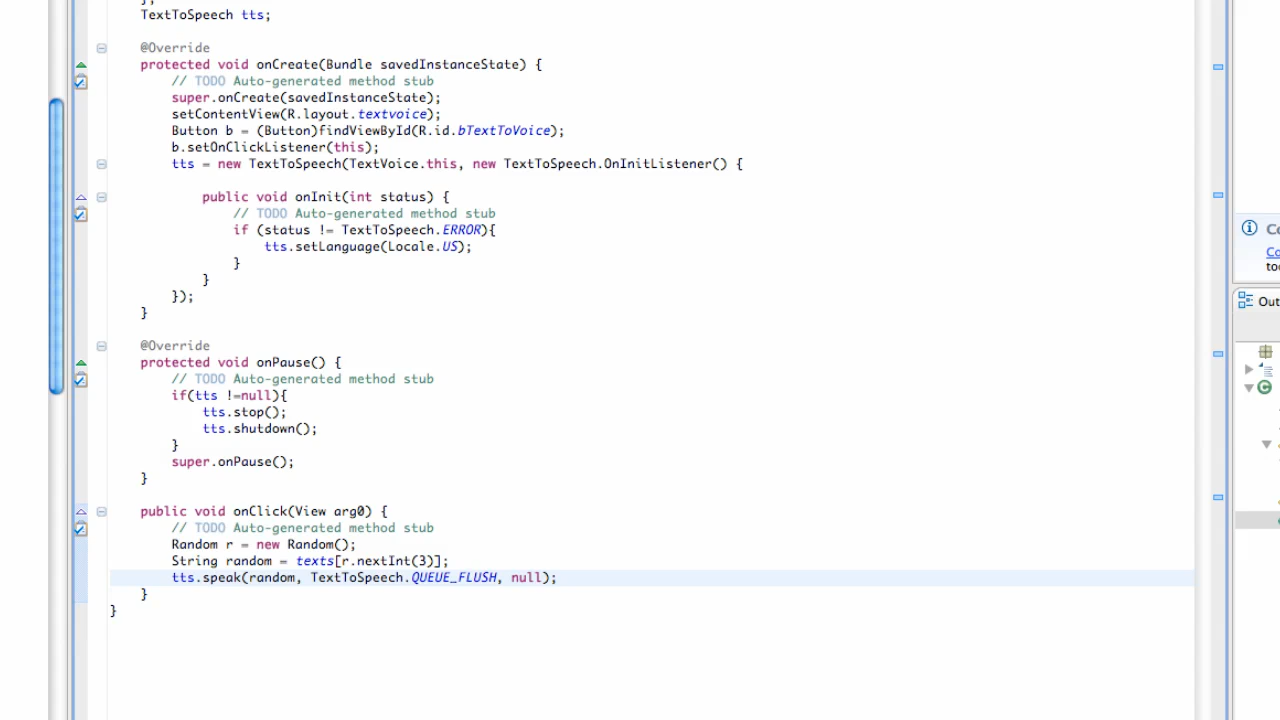 };
TextToSpeech tts;
@Override
protected void onCreate(Bundle savedInstanceState) {
// TODO Auto-generated method stub
super.onCreate(savedInstanceState);
setContentView(R.layout.textvoice);
Button b = (Button)findViewById(R.id.bTextToVoice);
b.setOnClickListener(this);
tts = new TextToSpeech(TextVoice.this, new TextToSpeech.OnInitListener() {
public void onInit(int status) {
// TODO Auto-generated method stub
if (status != TextToSpeech.ERROR){
tts.setLanguage(Locale.US);
}
}
});
}
@Override
protected void onPause() {
// TODO Auto-generated method stub
if(tts !=null){
tts.stop();
tts.shutdown();
}
super.onPause();
}
public void onClick(View arg0) {
// TODO Auto-generated method stub
Random r = new Random();
String random = texts[r.nextInt(3)];
tts.speak(random, TextToSpeech.QUEUE_FLUSH, null);
}
}
Co
Co
too
Out